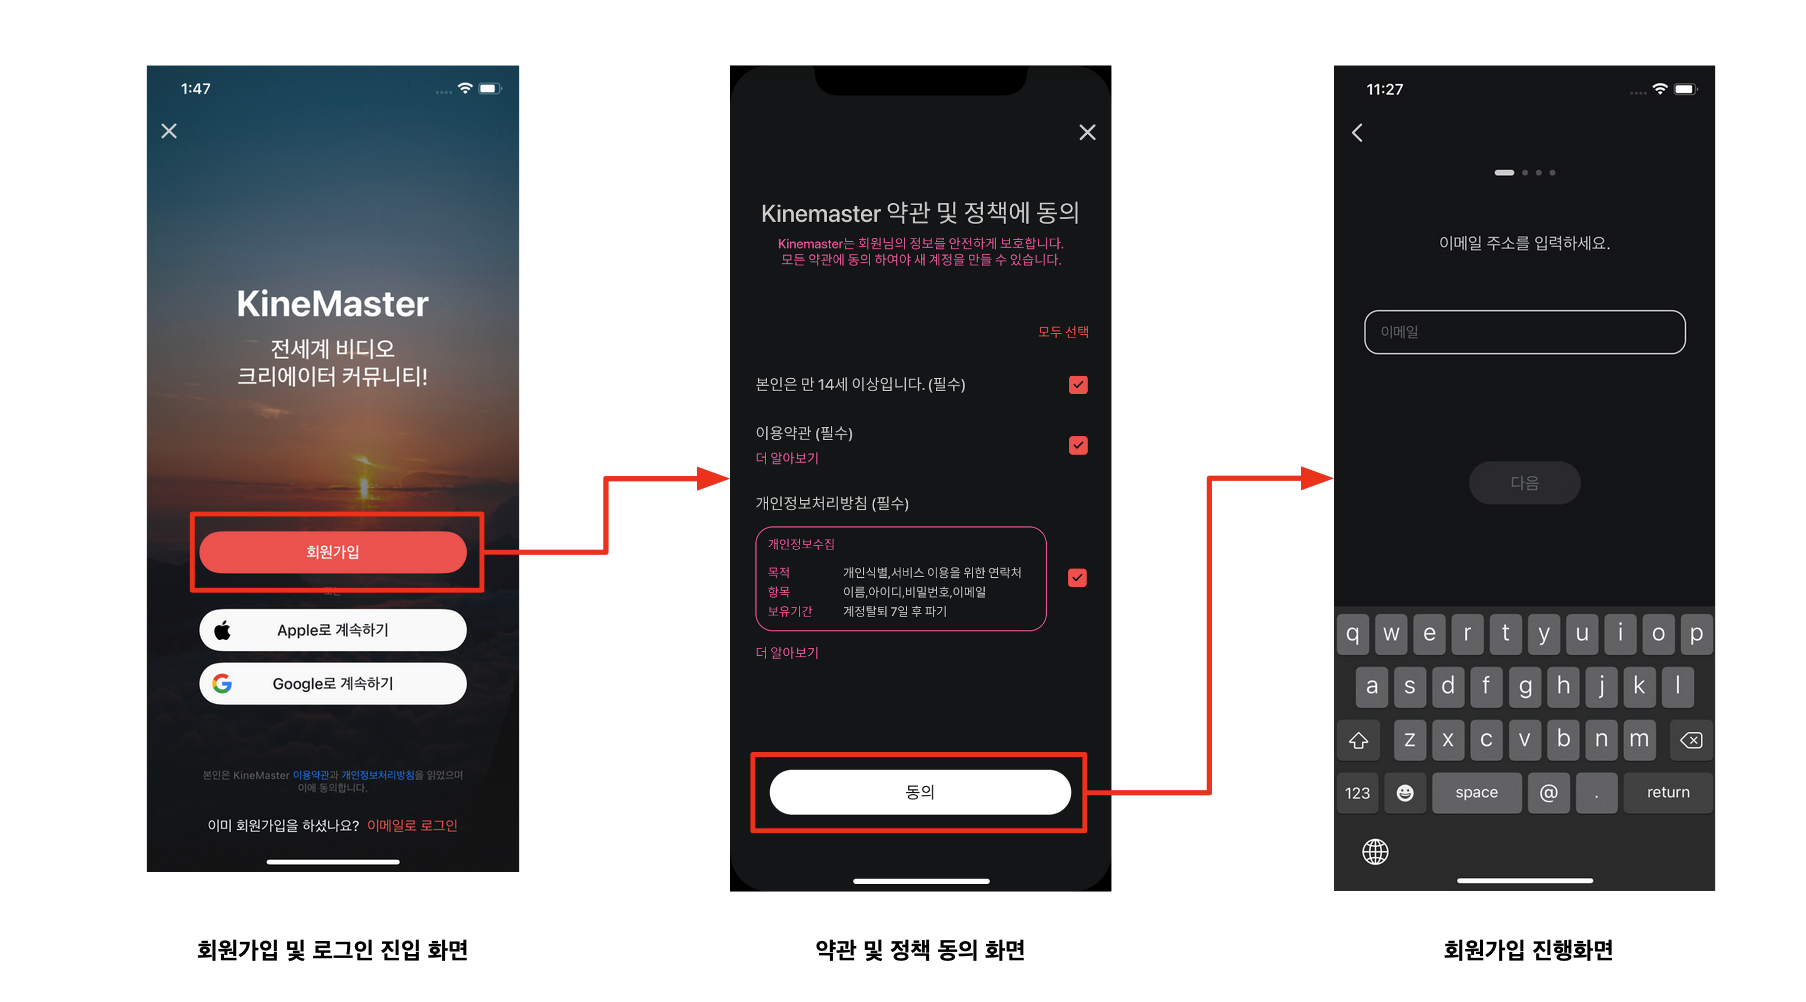 1:47
KineMaster
전세계 비디오
크리에이터 커뮤니티!
회원가입
또는
Apple로 계속하기
Google로 계속하기
본인은 KineMaster 이용약관과 개인정보처리방침을 읽었으며
이에 동의합니다.
이미 회원가입을 하셨나요? 이메일로 로그인
회원가입 및 로그인 진입 화면
Kinemaster 약관 및 정책에 동의
Kinemaster는 회원님의 정보를 안전하게 보호합니다.
모든 약관에 동의 하여야 새 계정을 만들 수 있습니다.
모두 선택
본인은 만 14세 이상입니다. (필수)
이용약관 (필수)
더 알아보기
개인정보처리방침 (필수)
개인정보수집
목적 개인식별,서비스 이용을 위한 연락처
항목 이름,아이디,비밀번호,이메일
보유기간 계정탈퇴 7일 후 파기
더 알아보기
동의
약관 및 정책 동의 화면
11:27
이메일 주소를 입력하세요.
이메일
다음
q w e r t y u i o p
a s d f g h j k l
z x c v b n m
123 space @ . return
회원가입 진행화면